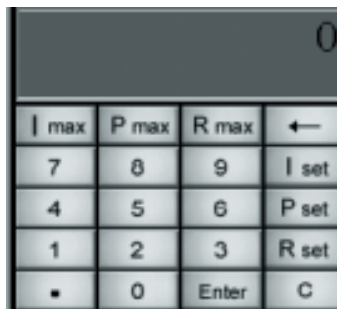 0
I max P max R max ←
7 8 9 I set
4 5 6 P set
1 2 3 R set
. 0 Enter C